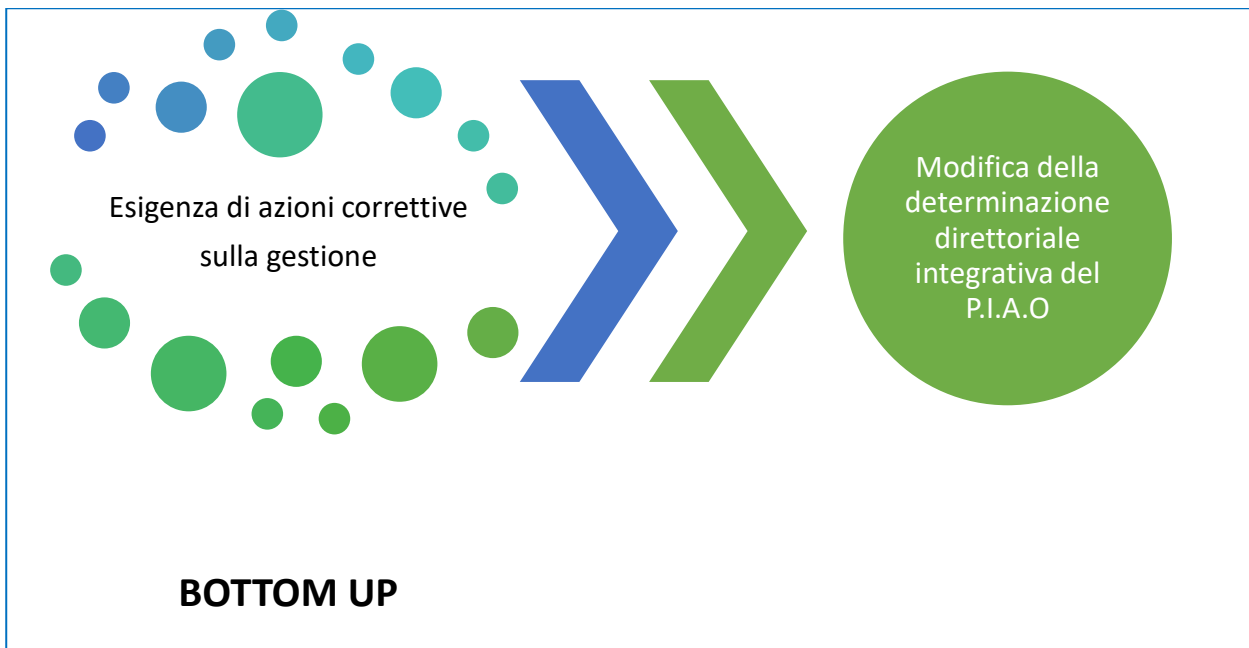 Esigenza di azioni correttive
sulla gestione
Modifica della
determinazione
direttoriale
integrativa del
P.I.A.O
BOTTOM UP